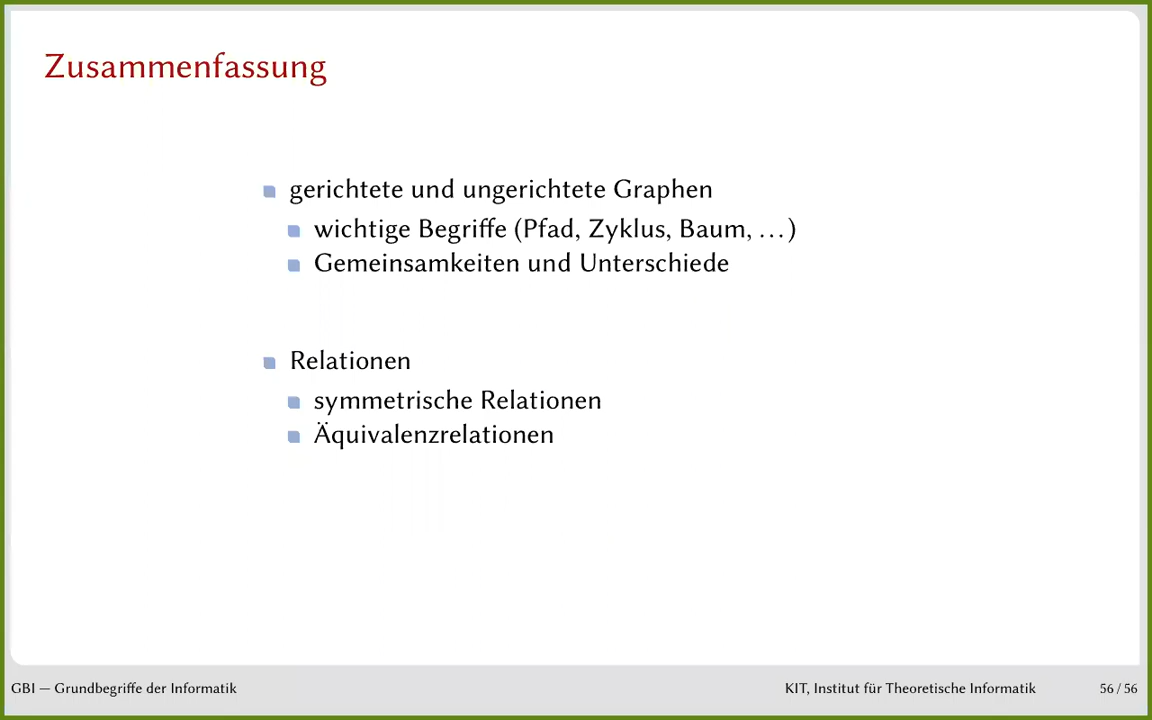 Zusammenfassung
gerichtete und ungerichtete Graphen
wichtige Begriffe (Pfad, Zyklus, Baum, …)
Gemeinsamkeiten und Unterschiede
Relationen
symmetrische Relationen
Äquivalenzrelationen
GBI — Grundbegriffe der Informatik KIT, Institut für Theoretische Informatik 56 / 56